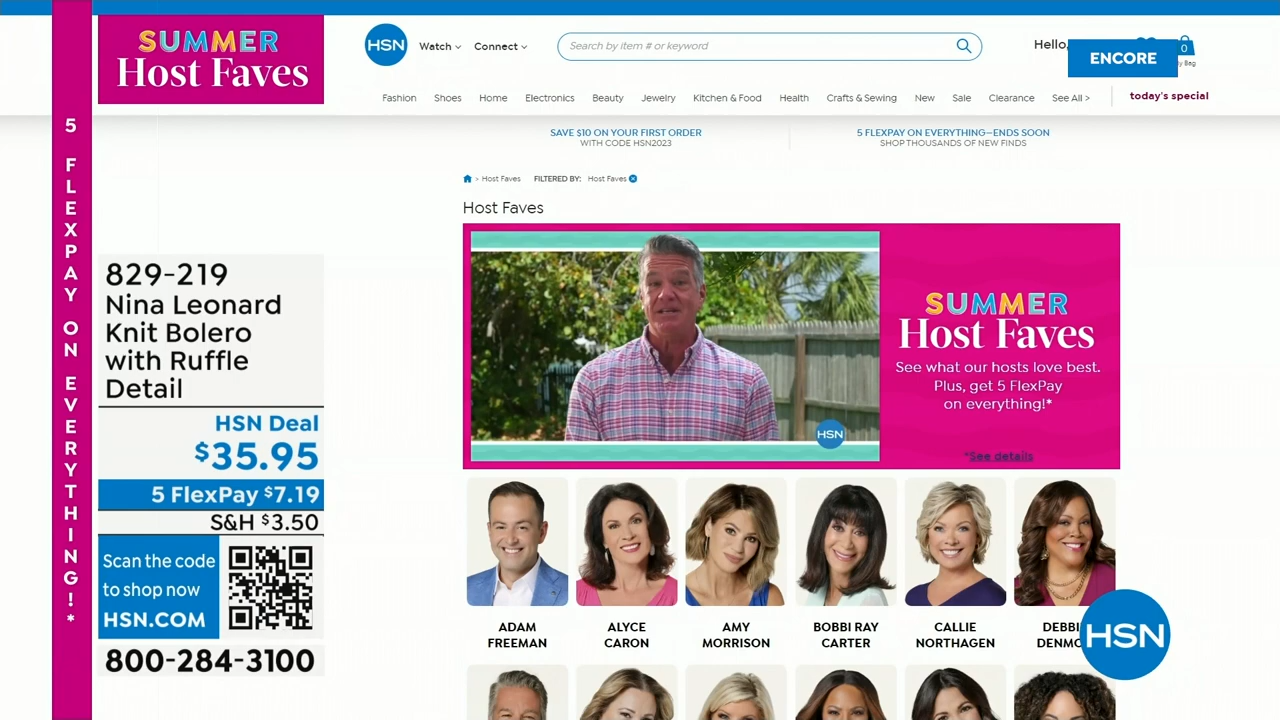 SUMMER
Host Faves
5 FLEXPAY ON EVERYTHING!*
829-219
Nina Leonard
Knit Bolero
with Ruffle
Detail
HSN Deal
$35.95
5 FlexPay $7.19
S&H $3.50
Scan the code
to shop now
HSN.COM
800-284-3100
HSN
Watch
Connect
Search by item # or keyword
Hello,
ENCORE
0
Bag
Fashion
Shoes
Home
Electronics
Beauty
Jewelry
Kitchen & Food
Health
Crafts & Sewing
New
Sale
Clearance
See All >
today's special
SAVE $10 ON YOUR FIRST ORDER
WITH CODE HSN2023
5 FLEXPAY ON EVERYTHING—ENDS SOON
SHOP THOUSANDS OF NEW FINDS
> Host Faves
FILTERED BY: Host Faves
Host Faves
HSN
SUMMER
Host Faves
See what our hosts love best.
Plus, get 5 FlexPay
on everything!*
*See details
ADAM
FREEMAN
ALYCE
CARON
AMY
MORRISON
BOBBI RAY
CARTER
CALLIE
NORTHAGEN
HSN